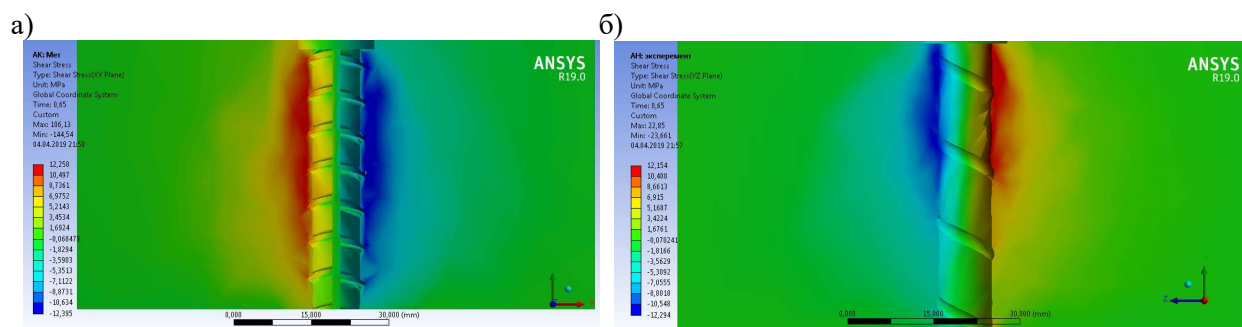 а)
АК: Мет
Shear Stress
Type: Shear Stress(XY Plane)
Unit: MPa
Global Coordinate System
Time: 0,65
Custom
Max: 106,13
Min: -144,54
04.04.2019 21:50
12,258
10,497
8,7361
6,9752
5,2143
3,4534
1,6924
-0,068479
-1,8294
-3,5903
-5,3513
-7,1122
-8,8731
-10,634
-12,395
ANSYS
R19.0
0,000
15,000
30,000 (mm)
Z
X
б)
АН: эксперемент
Shear Stress
Type: Shear Stress(YZ Plane)
Unit: MPa
Global Coordinate System
Time: 0,65
Custom
Max: 22,85
Min: -23,661
04.04.2019 21:57
12,154
10,408
8,6613
6,915
5,1687
3,4224
1,6761
-0,070241
-1,8166
-3,5629
-5,3092
-7,0555
-8,8018
-10,548
-12,294
ANSYS
R19.0
0,000
15,000
30,000 (mm)
Z